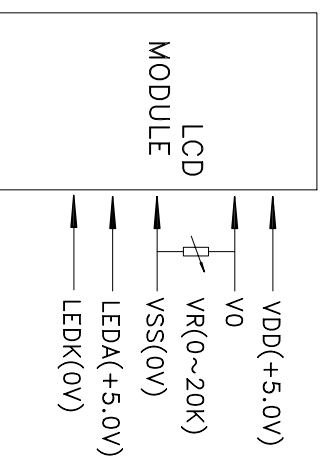 LCD
MODULE
VDD(+5.0V)
V0
VR(0~20K)
VSS(0V)
LEDA(+5.0V)
LEDK(0V)